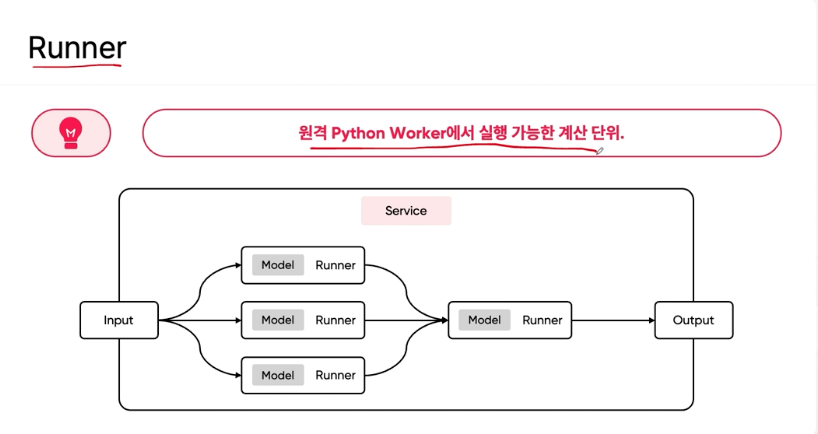 Runner
원격 Python Worker에서 실행 가능한 계산 단위.
Service
Model Runner
Input
Model Runner
Model Runner
Output
Model Runner